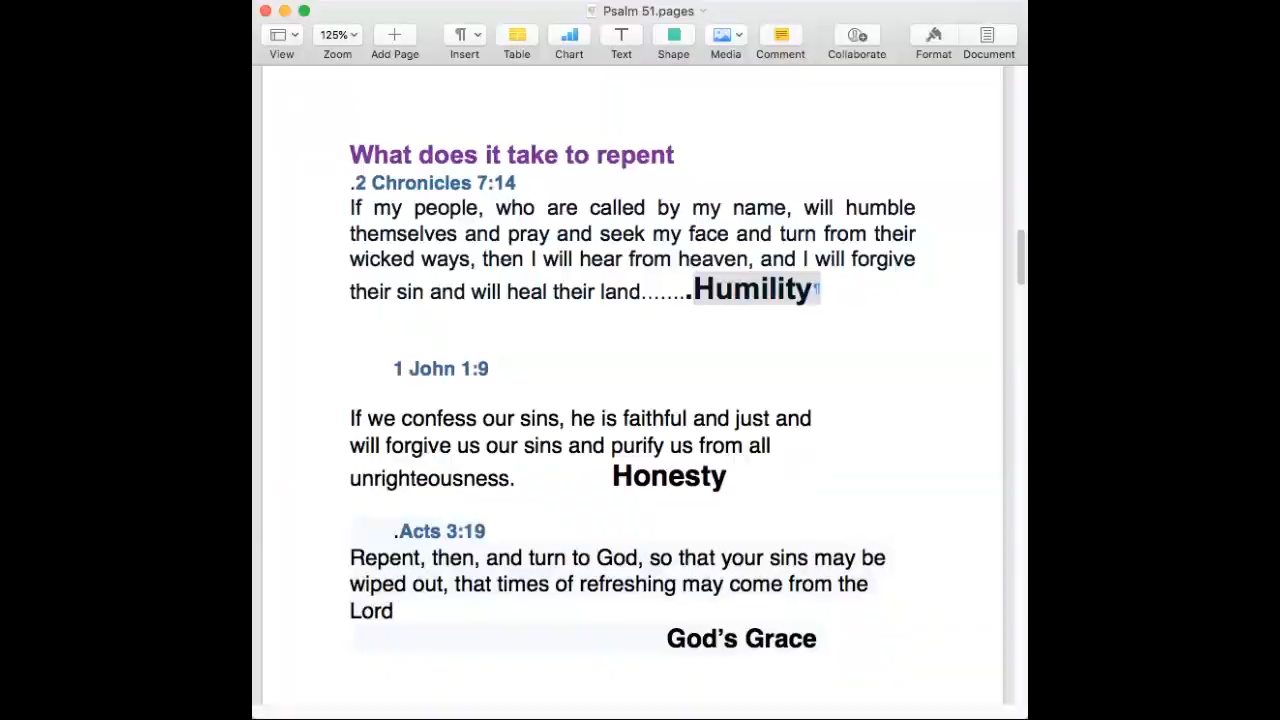 Psalm 51.pages
125%
View Zoom Add Page Insert Table Chart Text Shape Media Comment Collaborate Format Document
What does it take to repent
.2 Chronicles 7:14
If my people, who are called by my name, will humble
themselves and pray and seek my face and turn from their
wicked ways, then I will hear from heaven, and I will forgive
their sin and will heal their land........Humility¶
1 John 1:9
If we confess our sins, he is faithful and just and
will forgive us our sins and purify us from all
unrighteousness. Honesty
.Acts 3:19
Repent, then, and turn to God, so that your sins may be
wiped out, that times of refreshing may come from the
Lord
God’s Grace